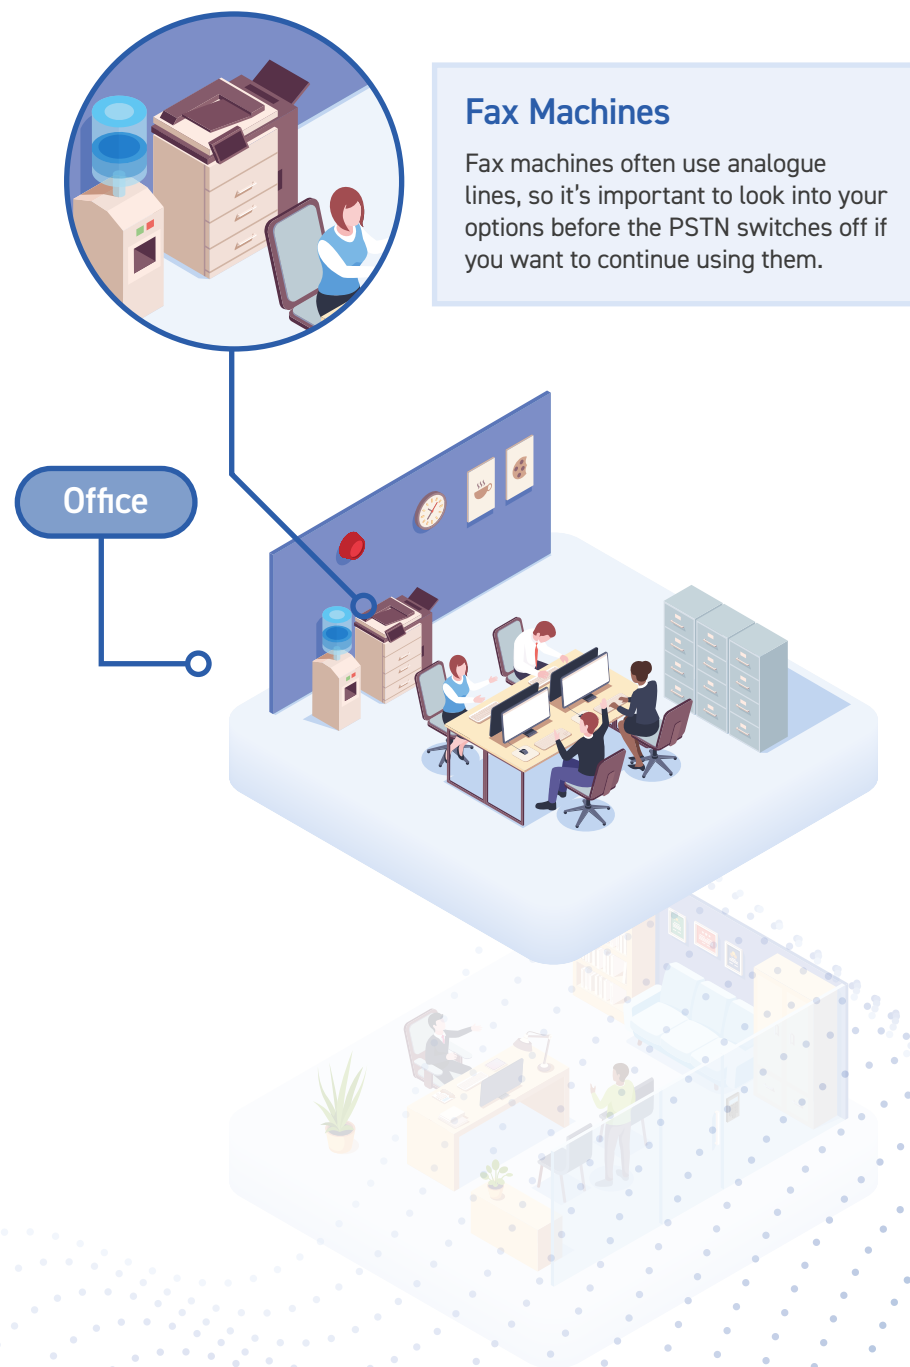 Fax Machines
Fax machines often use analogue
lines, so it's important to look into your
options before the PSTN switches off if
you want to continue using them.
Office